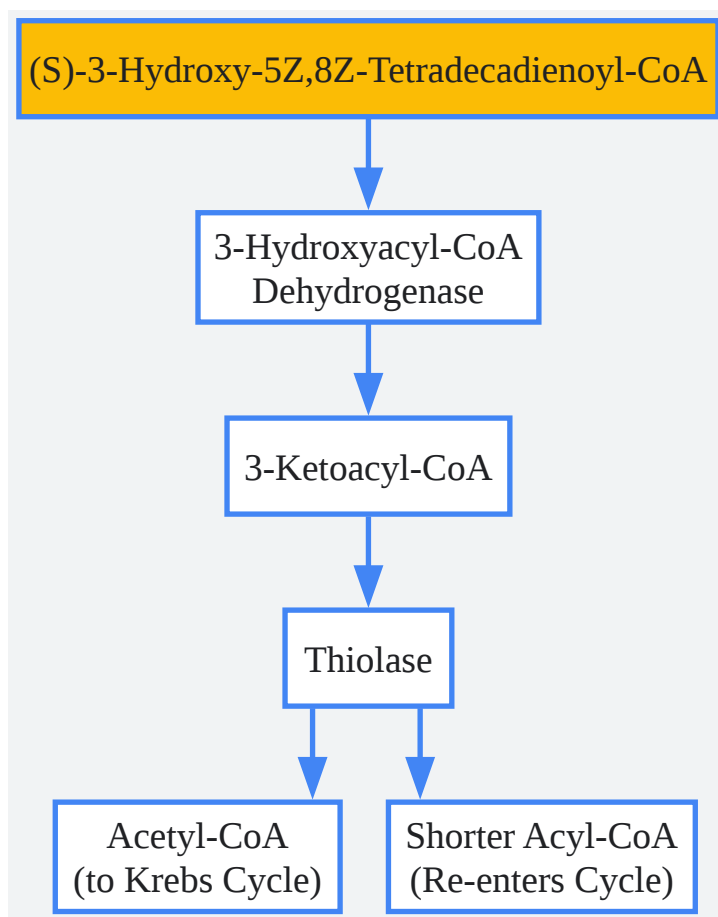 (S)-3-Hydroxy-5Z,8Z-Tetradecadienoyl-CoA
3-Hydroxyacyl-CoA
Dehydrogenase
3-Ketoacyl-CoA
Thiolase
Acetyl-CoA
(to Krebs Cycle)
Shorter Acyl-CoA
(Re-enters Cycle)